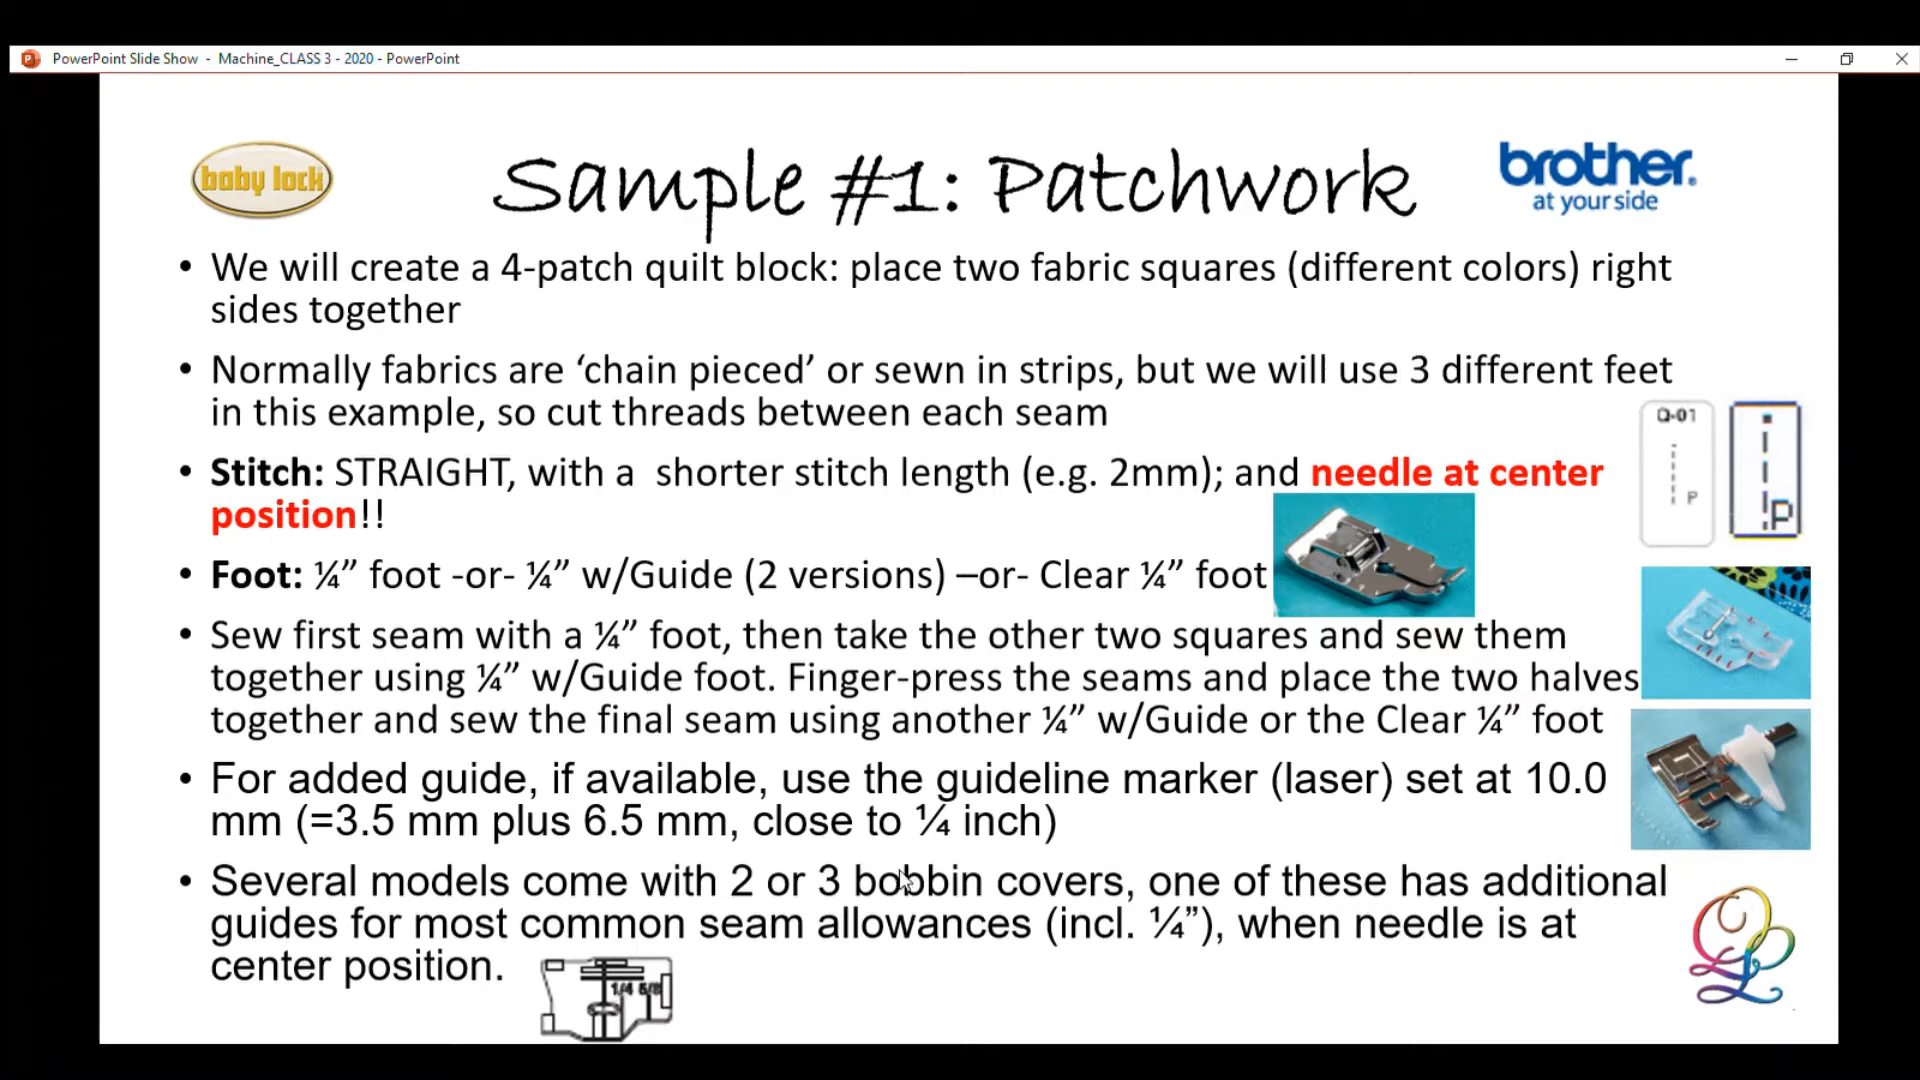 PowerPoint Slide Show - Machine_CLASS 3 - 2020 - PowerPoint
baby lock
Sample #1: Patchwork
brother
at your side
• We will create a 4-patch quilt block: place two fabric squares (different colors) right
sides together
• Normally fabrics are ‘chain pieced’ or sewn in strips, but we will use 3 different feet
in this example, so cut threads between each seam
Q-01
P
P
• Stitch: STRAIGHT, with a shorter stitch length (e.g. 2mm); and needle at center
position!!
• Foot: ¼” foot -or- ¼” w/Guide (2 versions) –or- Clear ¼” foot
• Sew first seam with a ¼” foot, then take the other two squares and sew them
together using ¼” w/Guide foot. Finger-press the seams and place the two halves
together and sew the final seam using another ¼” w/Guide or the Clear ¼” foot
• For added guide, if available, use the guideline marker (laser) set at 10.0
mm (=3.5 mm plus 6.5 mm, close to ¼ inch)
• Several models come with 2 or 3 bobbin covers, one of these has additional
guides for most common seam allowances (incl. ¼”), when needle is at
center position.
1/4 5/8